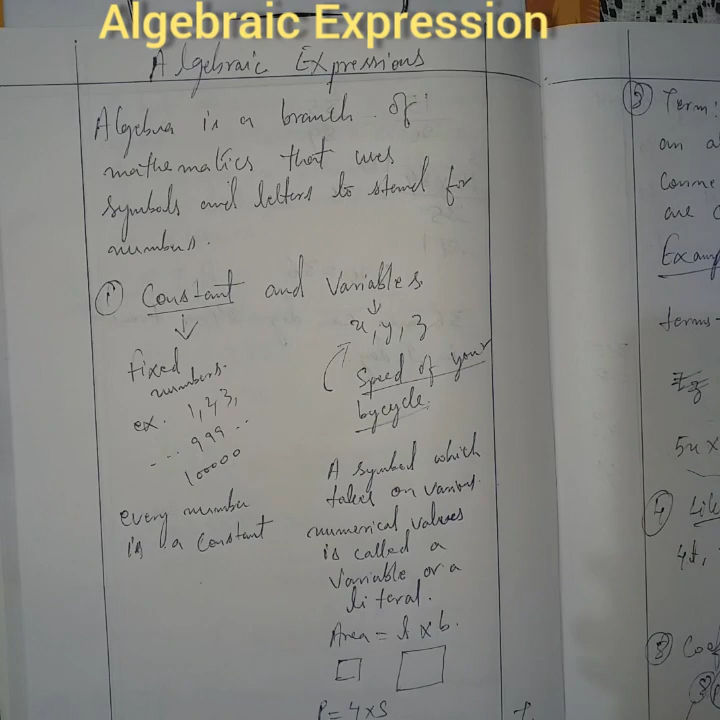 Algebraic Expression
Algebraic Expressions
Algebra is a branch of
mathematics that uses
symbols and letters to stand for
numbers.
① Constant and Variables
↓
fixed
numbers.
ex. 1, 2, 3,
... 999 ...
100000
every number
is a constant
↓
x, y, z
Speed of your
bycycle.
A symbol which
takes on various
numerical values
is called a
variable or a
literal.
Area = l × b.
P = 4 × S
③ Term:
an al
Conne
are
Examp
terms
5x ×
④ Lik
4t,
⑤ Coe